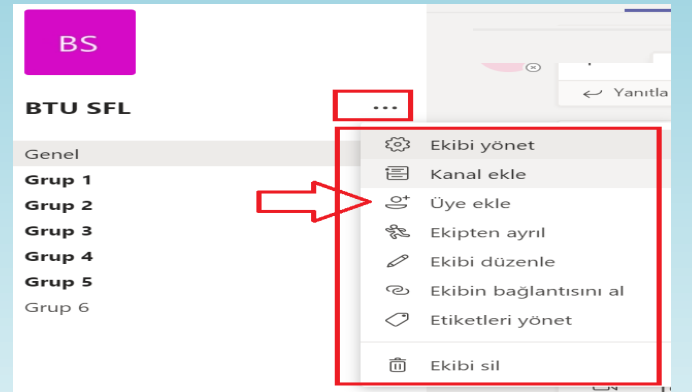 BS
Yanıtla
BTU SFL
...
Genel
Grup 1
Grup 2
Grup 3
Grup 4
Grup 5
Grup 6
Ekibi yönet
Kanal ekle
Üye ekle
Ekipten ayrıl
Ekibi düzenle
Ekibin bağlantısını al
Etiketleri yönet
Ekibi sil